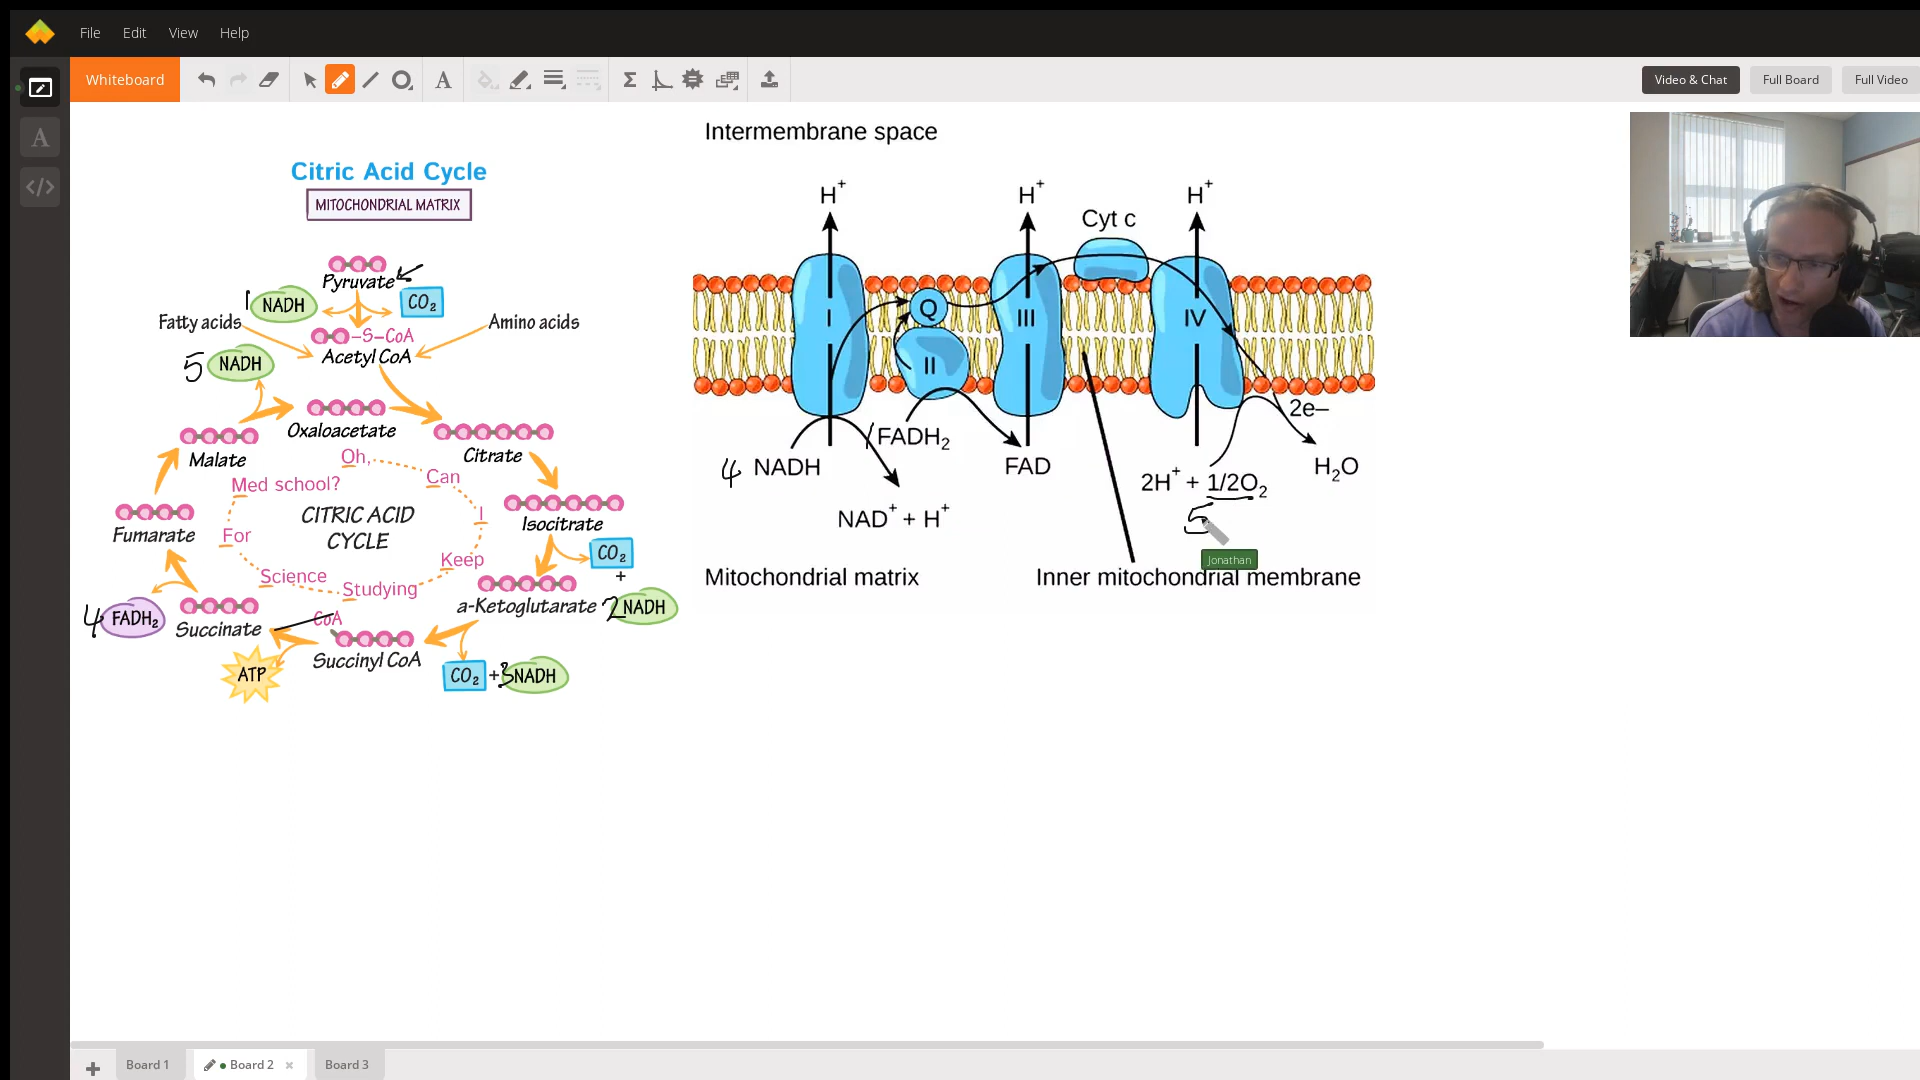 File Edit View Help
Whiteboard
A
Σ
Video & Chat Full Board Full Video
A
</>
Citric Acid Cycle
MITOCHONDRIAL MATRIX
Pyruvate
1 NADH
CO2
Fatty acids
-S-CoA
Amino acids
Acetyl CoA
5 NADH
Oxaloacetate
Malate
Citrate
Oh,
Can
Med school?
I
CITRIC ACID
CYCLE
Isocitrate
Fumarate
For
CO2
+
Keep
Science
Studying
a-Ketoglutarate 2 NADH
4 FADH2
Succinate
CoA
Succinyl CoA
ATP
CO2 + 3 NADH
Intermembrane space
H+
H+
H+
Cyt c
I
Q
III
IV
II
2e–
1 FADH2
4 NADH
FAD
H2O
2H+ + 1/2O2
5
NAD+ + H+
Jonathan
Mitochondrial matrix
Inner mitochondrial membrane
Board 1
Board 2 ×
Board 3